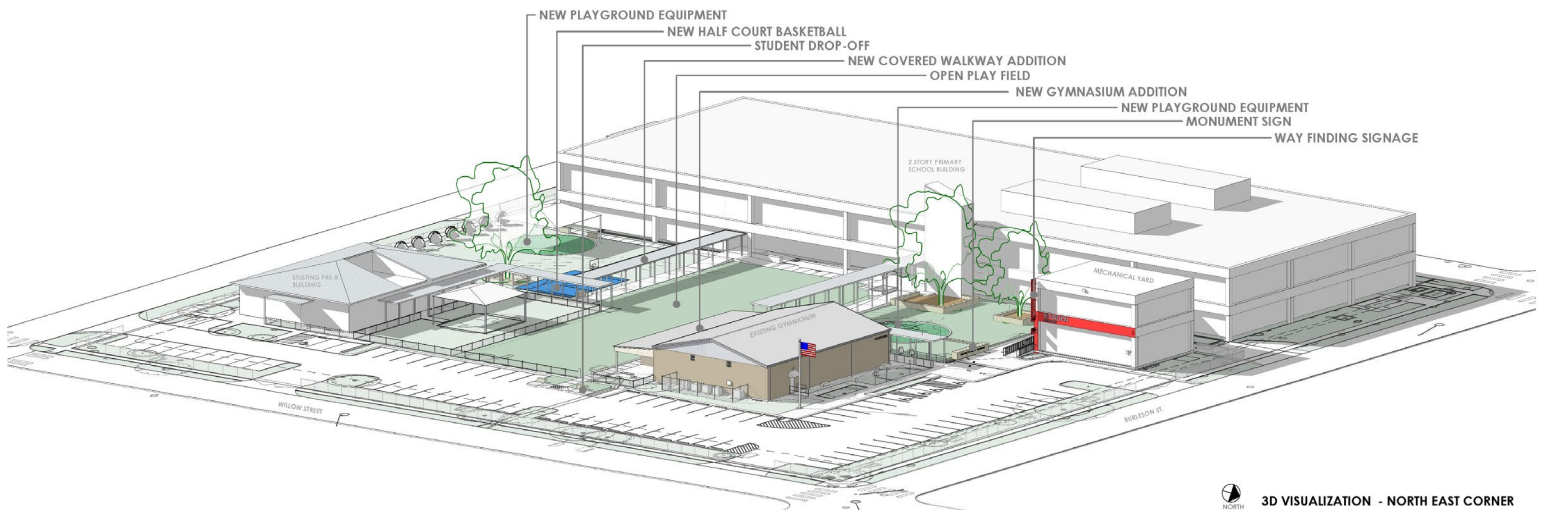 NEW PLAYGROUND EQUIPMENT
NEW HALF COURT BASKETBALL
STUDENT DROP-OFF
NEW COVERED WALKWAY ADDITION
OPEN PLAY FIELD
NEW GYMNASIUM ADDITION
NEW PLAYGROUND EQUIPMENT
MONUMENT SIGN
WAY FINDING SIGNAGE
2 STORY PRIMARY
SCHOOL BUILDING
EXISTING PRE-K
BUILDING
MECHANICAL YARD
EXISTING GYMNASIUM
WILLOW STREET
BURLESON ST.
NORTH
3D VISUALIZATION - NORTH EAST CORNER